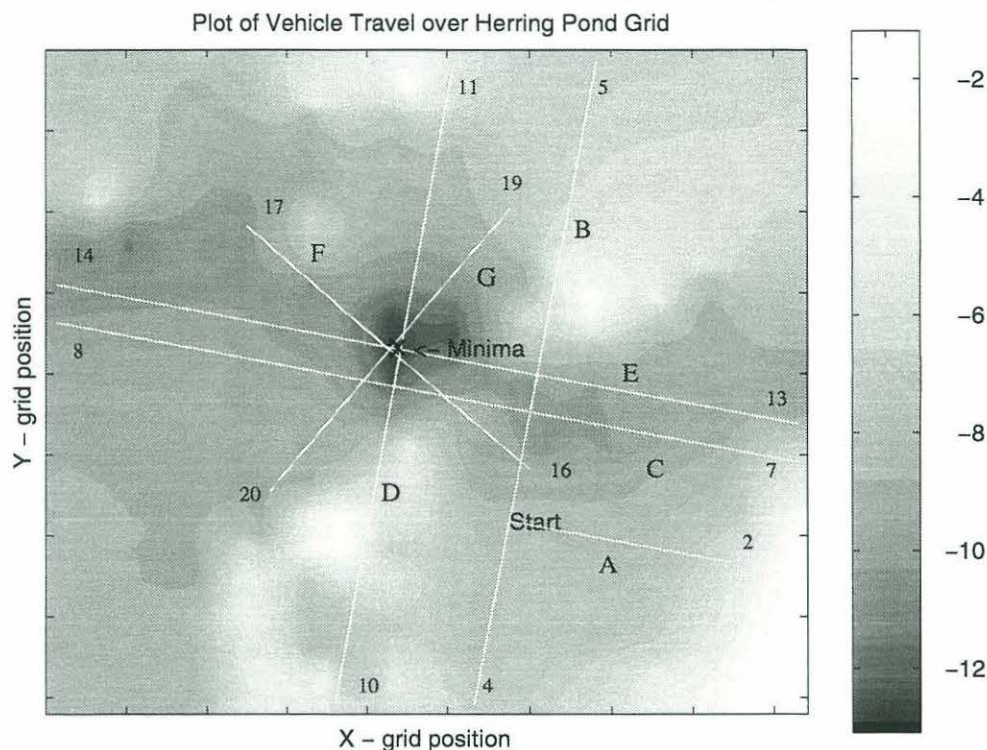 Plot of Vehicle Travel over Herring Pond Grid
11
5
-2
19
17
-4
B
F
14
G
-6
<- Minima
8
E
13
-8
C
16
7
D
20
Start
2
A
-10
10
4
-12
Y - grid position
X - grid position